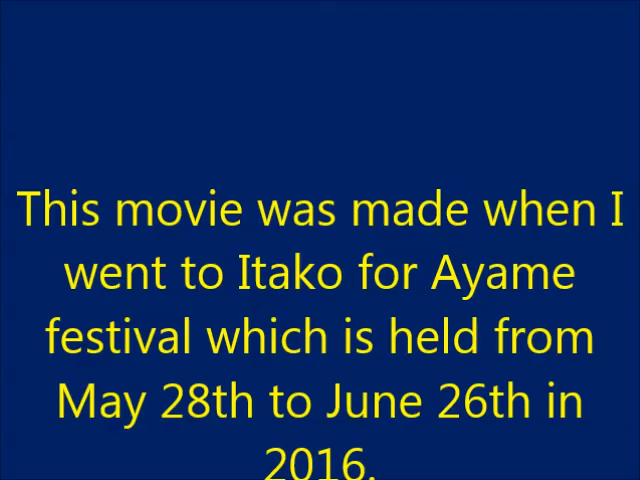 This movie was made when I
went to Itako for Ayame
festival which is held from
May 28th to June 26th in
2016.